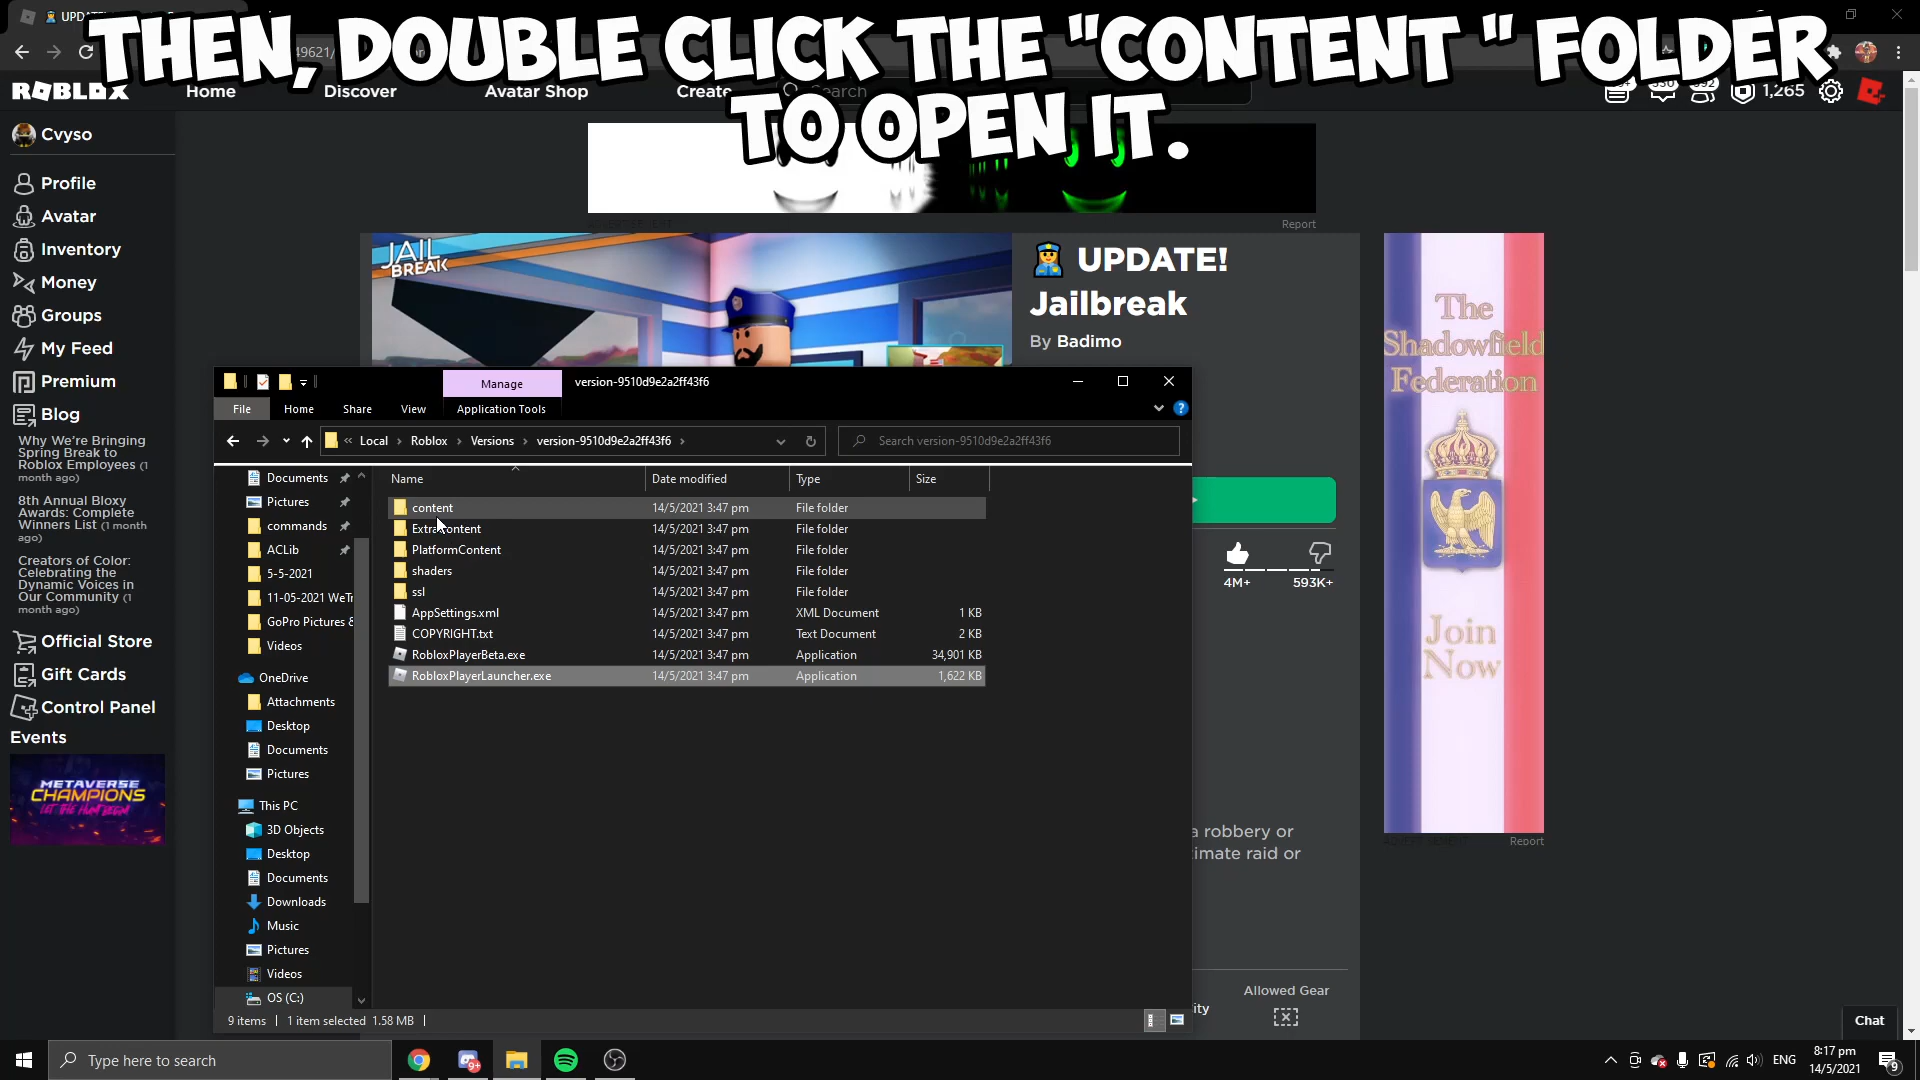 THEN, DOUBLE CLICK THE "CONTENT " FOLDER
TO OPEN IT.
ROBLOX
Home
Discover
Avatar Shop
Create
Search
1,265
Cvyso
Profile
Avatar
Inventory
Money
Groups
My Feed
Premium
Blog
Why We're Bringing
Spring Break to
Roblox Employees (1
month ago)
8th Annual Bloxy
Awards: Complete
Winners List (1 month
ago)
Creators of Color:
Celebrating the
Dynamic Voices in
Our Community (1
month ago)
Official Store
Gift Cards
Control Panel
Events
METAVERSE
CHAMPIONS
LET THE HUNT BEGIN!
Report
JAIL
BREAK
UPDATE!
Jailbreak
By Badimo
4M+
593K+
a robbery or
timate raid or
Allowed Gear
ity
The
Shadowfield
Federation
Join
Now
Report
Chat
Manage
version-9510d9e2a2ff43f6
File
Home
Share
View
Application Tools
Local
Roblox
Versions
version-9510d9e2a2ff43f6
Search version-9510d9e2a2ff43f6
Documents
Pictures
commands
ACLib
5-5-2021
11-05-2021 WeTr
GoPro Pictures &
Videos
OneDrive
Attachments
Desktop
Documents
Pictures
This PC
3D Objects
Desktop
Documents
Downloads
Music
Pictures
Videos
OS (C:)
Name
Date modified
Type
Size
content 14/5/2021 3:47 pm File folder
ExtraContent 14/5/2021 3:47 pm File folder
PlatformContent 14/5/2021 3:47 pm File folder
shaders 14/5/2021 3:47 pm File folder
ssl 14/5/2021 3:47 pm File folder
AppSettings.xml 14/5/2021 3:47 pm XML Document 1 KB
COPYRIGHT.txt 14/5/2021 3:47 pm Text Document 2 KB
RobloxPlayerBeta.exe 14/5/2021 3:47 pm Application 34,901 KB
RobloxPlayerLauncher.exe 14/5/2021 3:47 pm Application 1,622 KB
9 items
1 item selected 1.58 MB
Type here to search
9+
ENG
8:17 pm
14/5/2021
9